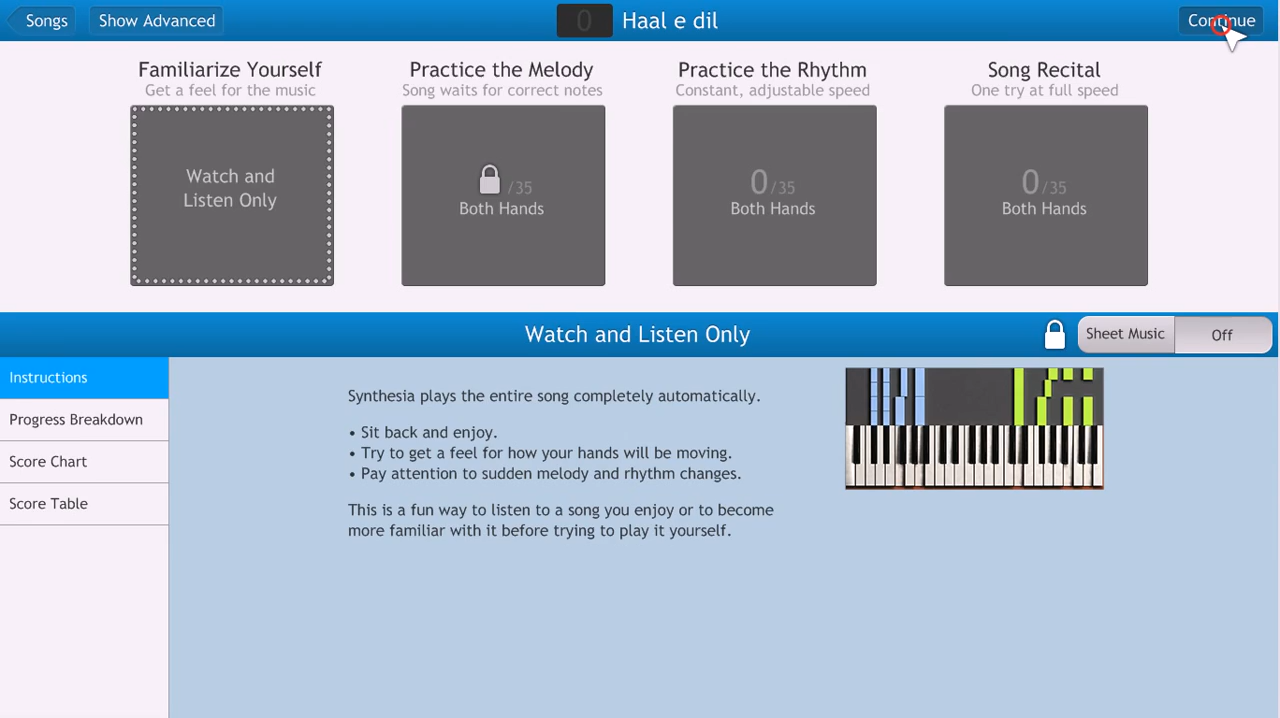 Songs
Show Advanced
0
Haal e dil
Continue
Familiarize Yourself
Get a feel for the music
Watch and
Listen Only
Practice the Melody
Song waits for correct notes
/35
Both Hands
Practice the Rhythm
Constant, adjustable speed
0/35
Both Hands
Song Recital
One try at full speed
0/35
Both Hands
Watch and Listen Only
Sheet Music
Off
Instructions
Progress Breakdown
Score Chart
Score Table
Synthesia plays the entire song completely automatically.
• Sit back and enjoy.
• Try to get a feel for how your hands will be moving.
• Pay attention to sudden melody and rhythm changes.
This is a fun way to listen to a song you enjoy or to become
more familiar with it before trying to play it yourself.